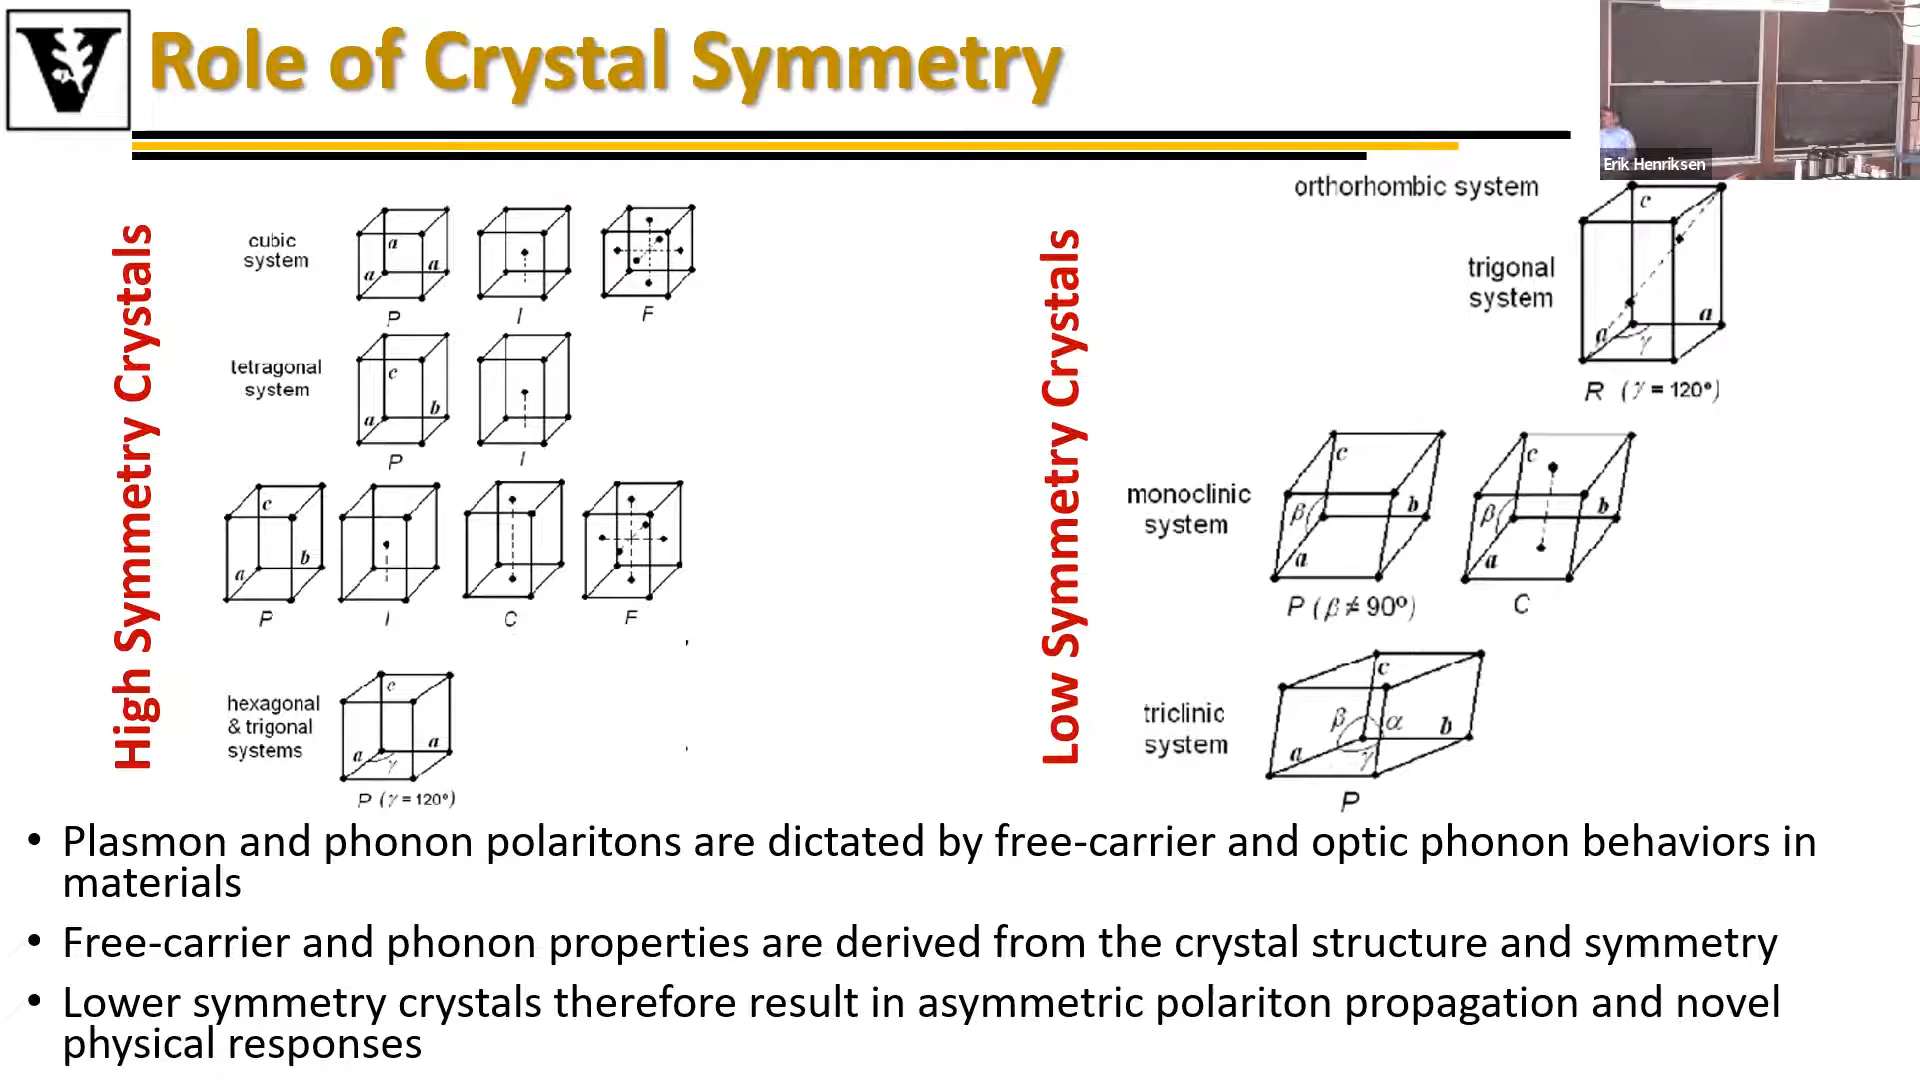 Role of Crystal Symmetry
Erik Henriksen
High Symmetry Crystals
cubic
system
a
a
a
P
I
F
tetragonal
system
c
a
b
P
I
c
a
b
P
I
C
F
hexagonal
& trigonal
systems
c
a
a
γ
P (γ = 120°)
Low Symmetry Crystals
orthorhombic system
trigonal
system
c
a
a
γ
R (γ = 120°)
monoclinic
system
c
β
b
a
P (β ≠ 90º)
c
β
b
a
C
triclinic
system
c
β
α
b
a
γ
P
• Plasmon and phonon polaritons are dictated by free-carrier and optic phonon behaviors in
materials
• Free-carrier and phonon properties are derived from the crystal structure and symmetry
• Lower symmetry crystals therefore result in asymmetric polariton propagation and novel
physical responses